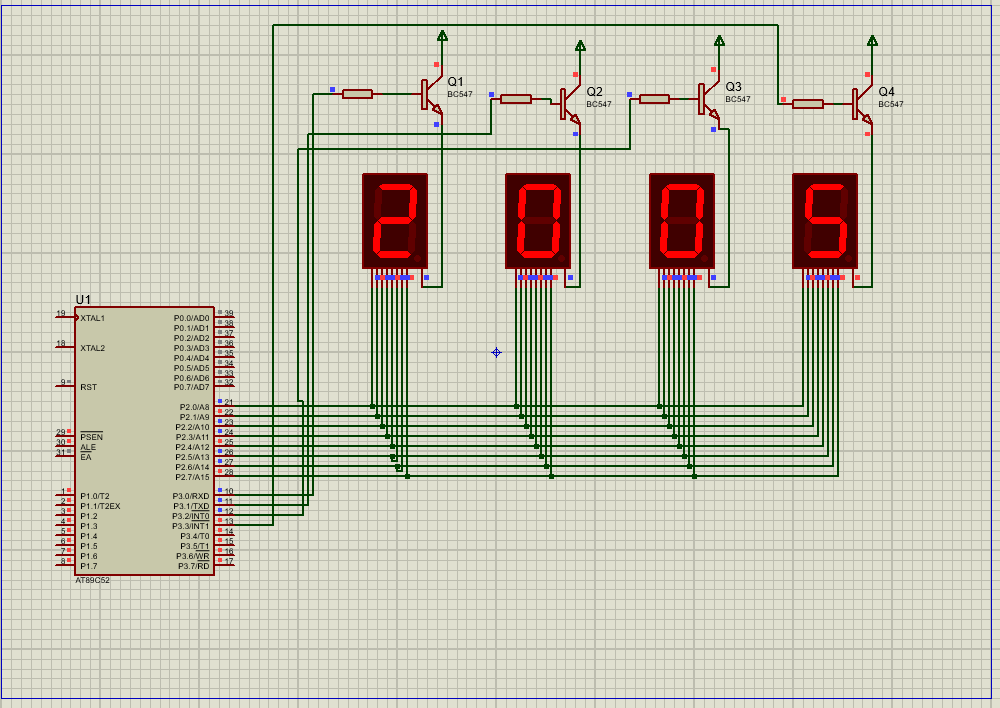 Q1
BC547
Q2
BC547
Q3
BC547
Q4
BC547
2 0 0 5
U1
19 XTAL1
18 XTAL2
9 RST
29 PSEN
30 ALE
31 EA
1 P1.0/T2
2 P1.1/T2EX
3 P1.2
4 P1.3
5 P1.4
6 P1.5
7 P1.6
8 P1.7
P0.0/AD0 39
P0.1/AD1 38
P0.2/AD2 37
P0.3/AD3 36
P0.4/AD4 35
P0.5/AD5 34
P0.6/AD6 33
P0.7/AD7 32
P2.0/A8 21
P2.1/A9 22
P2.2/A10 23
P2.3/A11 24
P2.4/A12 25
P2.5/A13 26
P2.6/A14 27
P2.7/A15 28
P3.0/RXD 10
P3.1/TXD 11
P3.2/INT0 12
P3.3/INT1 13
P3.4/T0 14
P3.5/T1 15
P3.6/WR 16
P3.7/RD 17
AT89C52